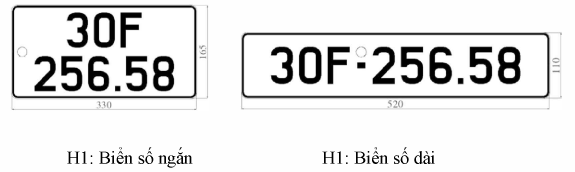 30F
256.58
165
330
30F-256.58
110
520
H1: Biển số ngắn
H1: Biển số dài